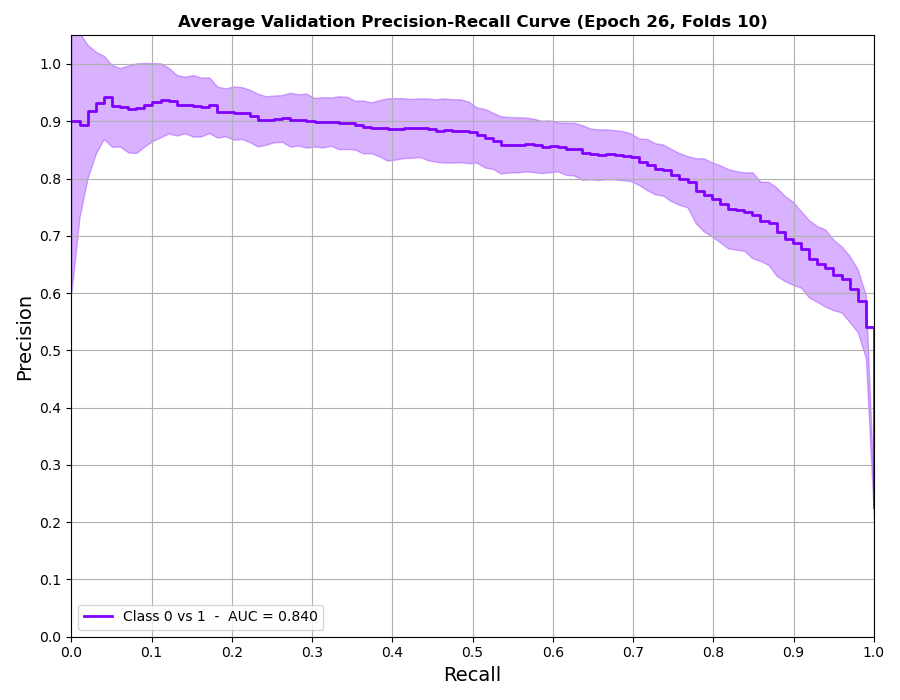 Average Validation Precision-Recall Curve (Epoch 26, Folds 10)
Precision
1.0
0.9
0.8
0.7
0.6
0.5
0.4
0.3
0.2
0.1
0.0
Class 0 vs 1 - AUC = 0.840
0.0 0.1 0.2 0.3 0.4 0.5 0.6 0.7 0.8 0.9 1.0
Recall